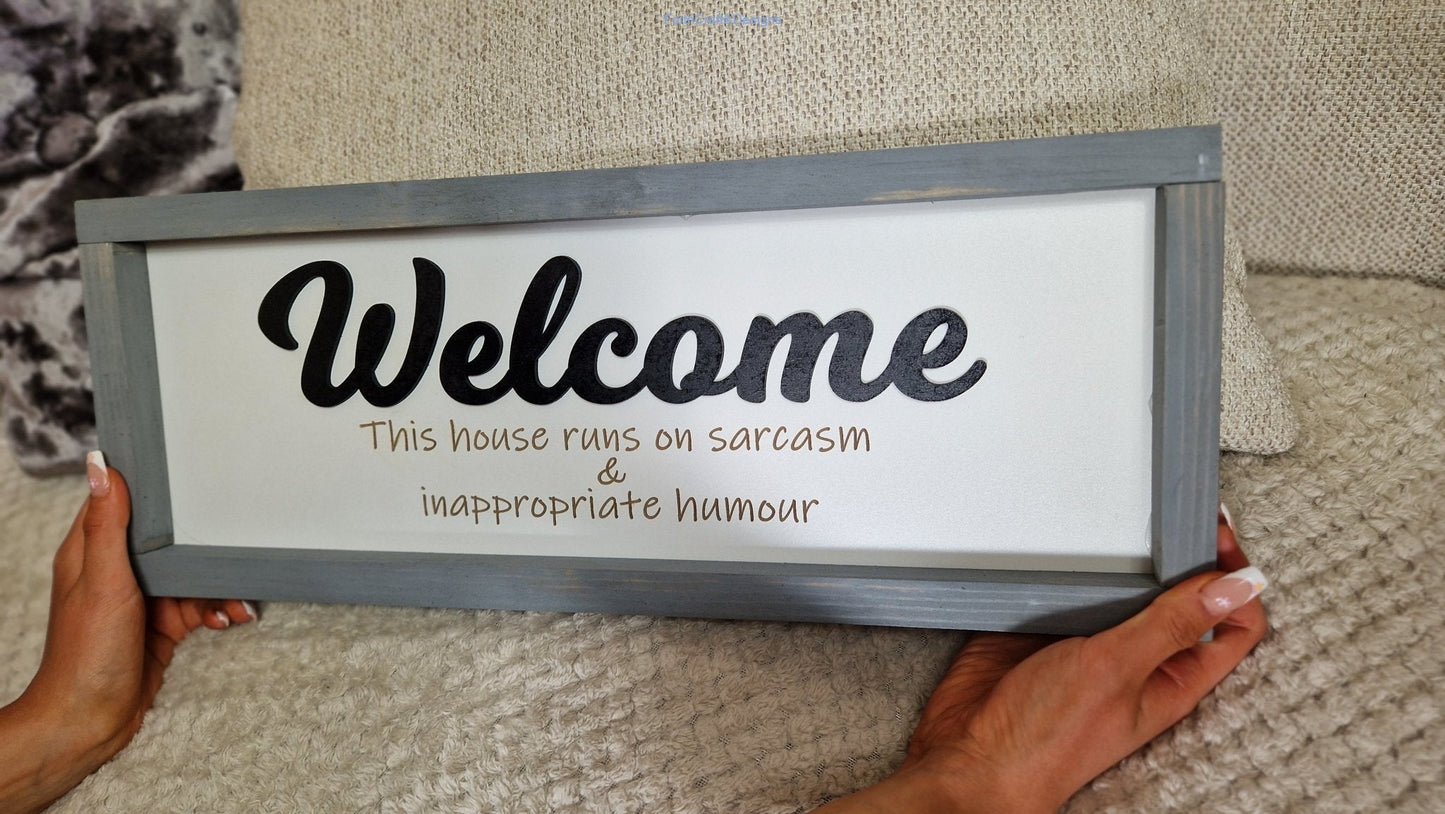 Welcome
This house runs on sarcasm
&
inappropriate humour